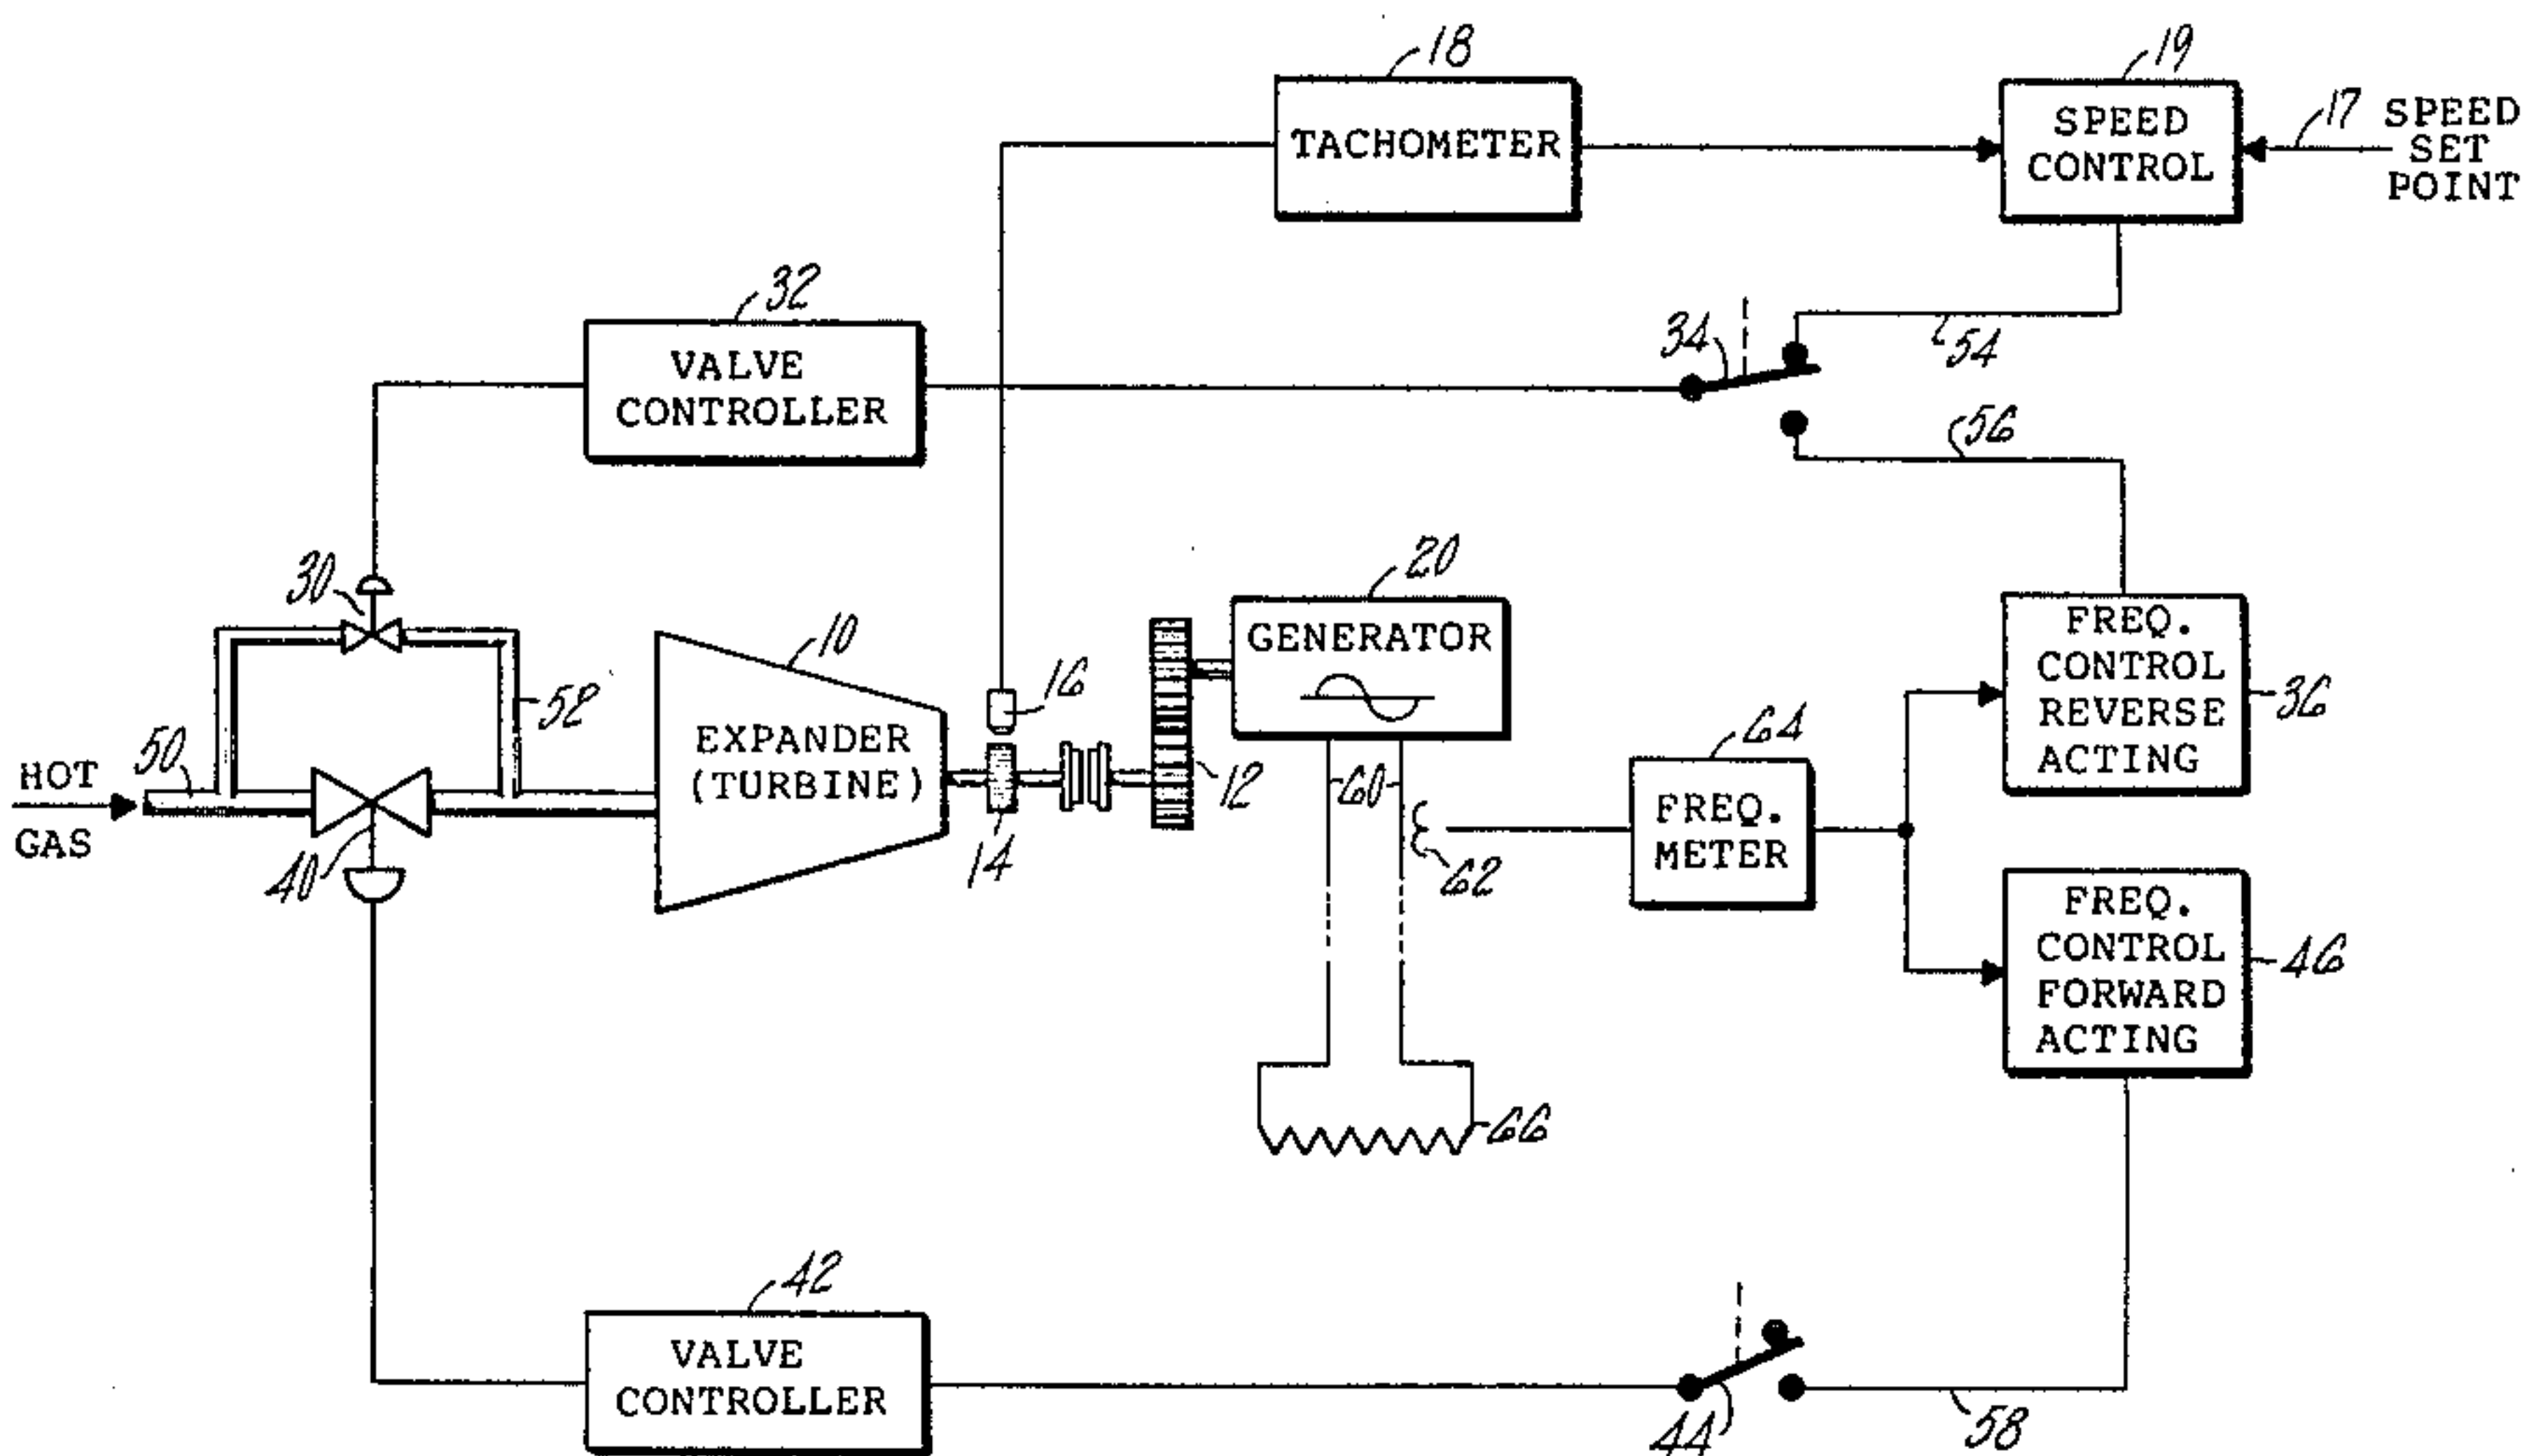 18
TACHOMETER
19
SPEED
CONTROL
17
SPEED
SET
POINT
32
VALVE
CONTROLLER
34
54
56
30
52
50
HOT
GAS
40
10
EXPANDER
(TURBINE)
16
14
12
20
GENERATOR
60
62
64
FREQ.
METER
FREQ.
CONTROL
REVERSE
ACTING
36
FREQ.
CONTROL
FORWARD
ACTING
46
66
42
VALVE
CONTROLLER
44
58